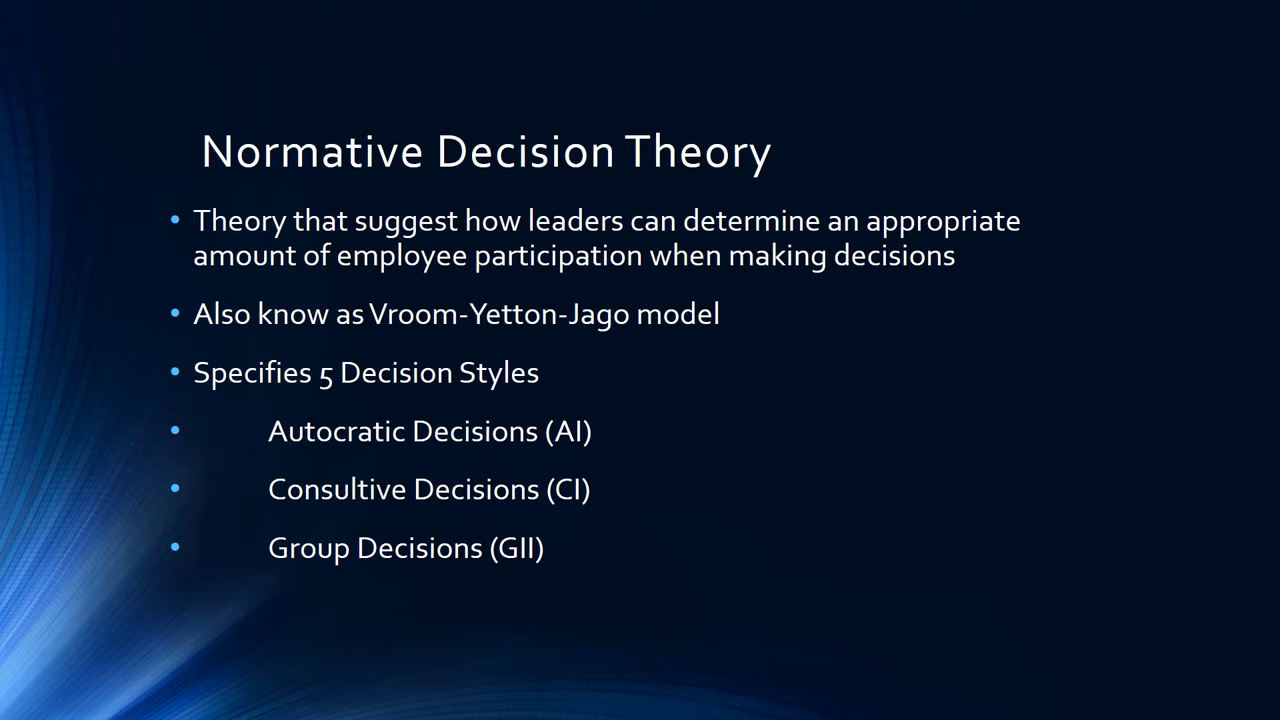 Normative Decision Theory
• Theory that suggest how leaders can determine an appropriate
amount of employee participation when making decisions
• Also know as Vroom-Yetton-Jago model
• Specifies 5 Decision Styles
• Autocratic Decisions (AI)
• Consultive Decisions (CI)
• Group Decisions (GII)